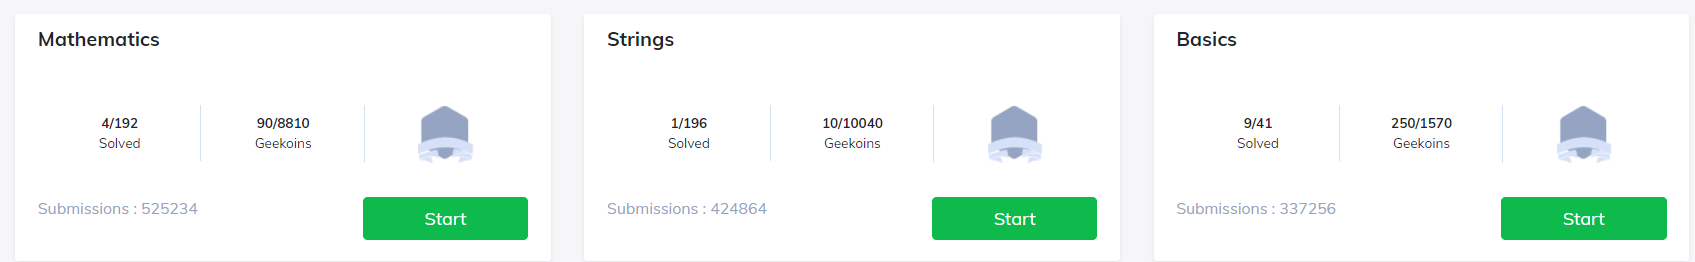 Mathematics
4/192
Solved
90/8810
Geekoins
Submissions : 525234
Start
Strings
1/196
Solved
10/10040
Geekoins
Submissions : 424864
Start
Basics
9/41
Solved
250/1570
Geekoins
Submissions : 337256
Start